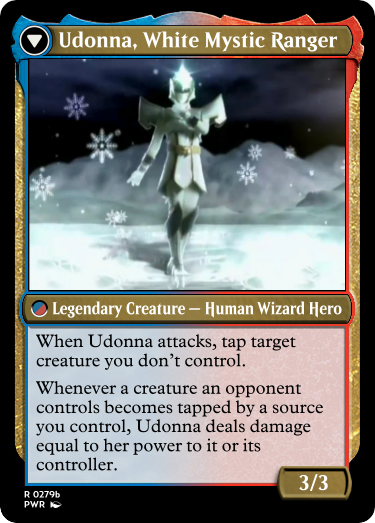 Udonna, White Mystic Ranger
Legendary Creature — Human Wizard Hero
When Udonna attacks, tap target
creature you don't control.
Whenever a creature an opponent
controls becomes tapped by a source
you control, Udonna deals damage
equal to her power to it or its
controller.
3/3
R 0279b
PWR